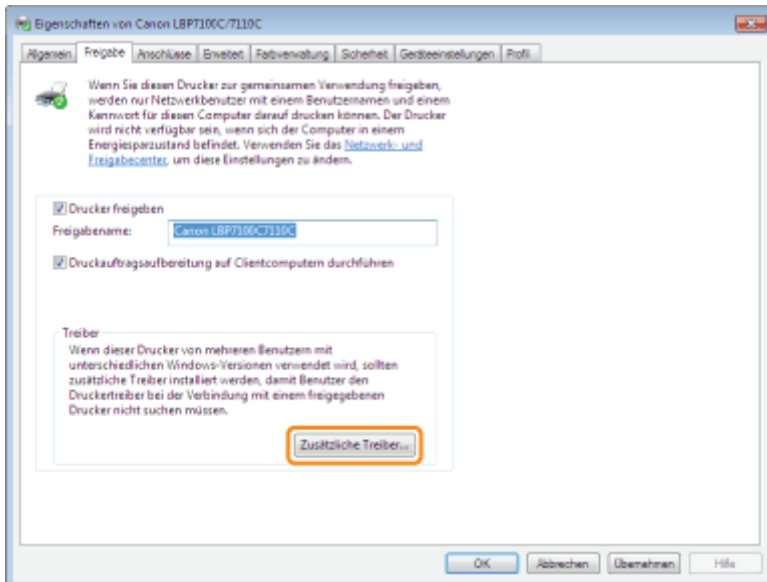 Eigenschaften von Canon LBP7100C/7110C
Allgemein Freigabe Anschlüsse Erweitert Farbverwaltung Sicherheit Geräteeinstellungen Profil
Wenn Sie diesen Drucker zur gemeinsamen Verwendung freigeben,
werden nur Netzwerkbenutzer mit einem Benutzernamen und einem
Kennwort für diesen Computer darauf drucken können. Der Drucker
wird nicht verfügbar sein, wenn sich der Computer in einem
Energiesparzustand befindet. Verwenden Sie das Netzwerk- und
Freigabecenter, um diese Einstellungen zu ändern.
Drucker freigeben
Freigabename: Canon LBP7100C7110C
Druckauftragsaufbereitung auf Clientcomputern durchführen
Treiber
Wenn dieser Drucker von mehreren Benutzern mit
unterschiedlichen Windows-Versionen verwendet wird, sollten
zusätzliche Treiber installiert werden, damit Benutzer den
Druckertreiber bei der Verbindung mit einem freigegebenen
Drucker nicht suchen müssen.
Zusätzliche Treiber...
OK Abbrechen Übernehmen Hilfe